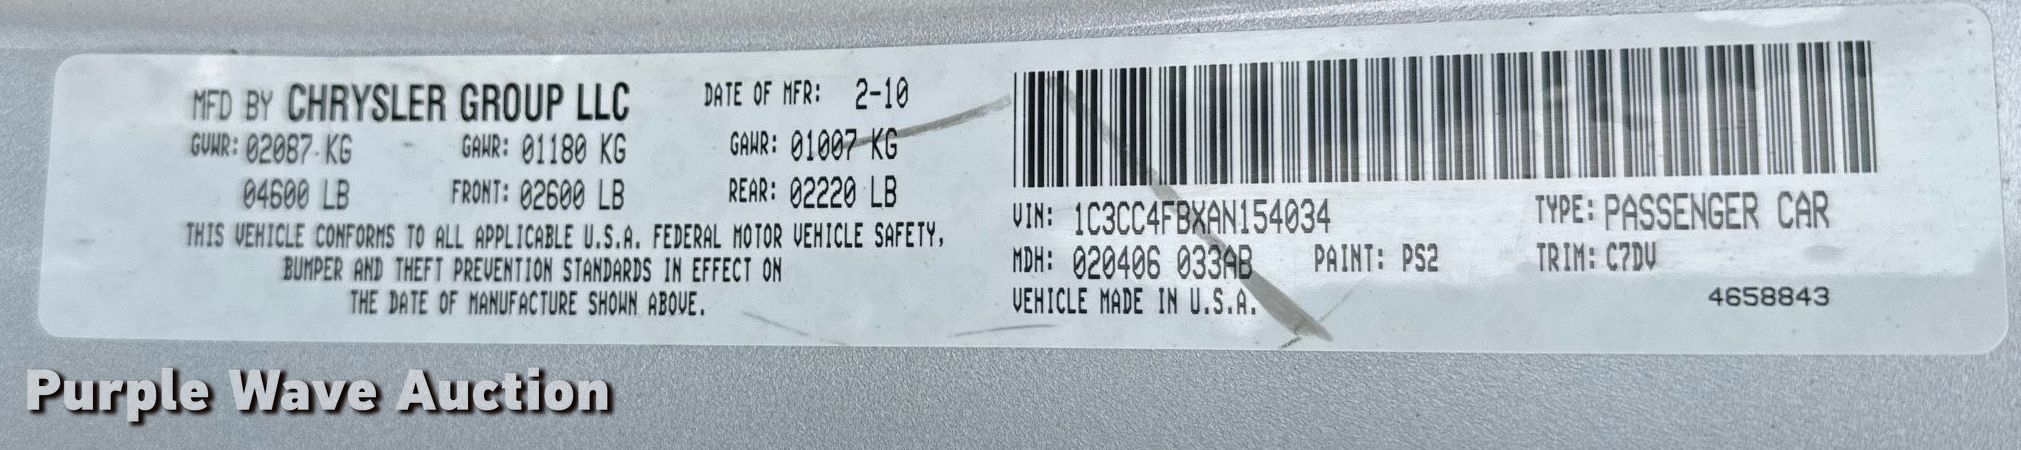 MFD BY CHRYSLER GROUP LLC DATE OF MFR: 2-10
GVWR: 02087 KG GAWR: 01180 KG GAWR: 01007 KG
04600 LB FRONT: 02600 LB REAR: 02220 LB
THIS VEHICLE CONFORMS TO ALL APPLICABLE U.S.A. FEDERAL MOTOR VEHICLE SAFETY,
BUMPER AND THEFT PREVENTION STANDARDS IN EFFECT ON
THE DATE OF MANUFACTURE SHOWN ABOVE.
VIN: 1C3CC4FBXAN154034 TYPE: PASSENGER CAR
MDH: 020406 033AB PAINT: PS2 TRIM: C7DV
VEHICLE MADE IN U.S.A. 4658843
Purple Wave Auction